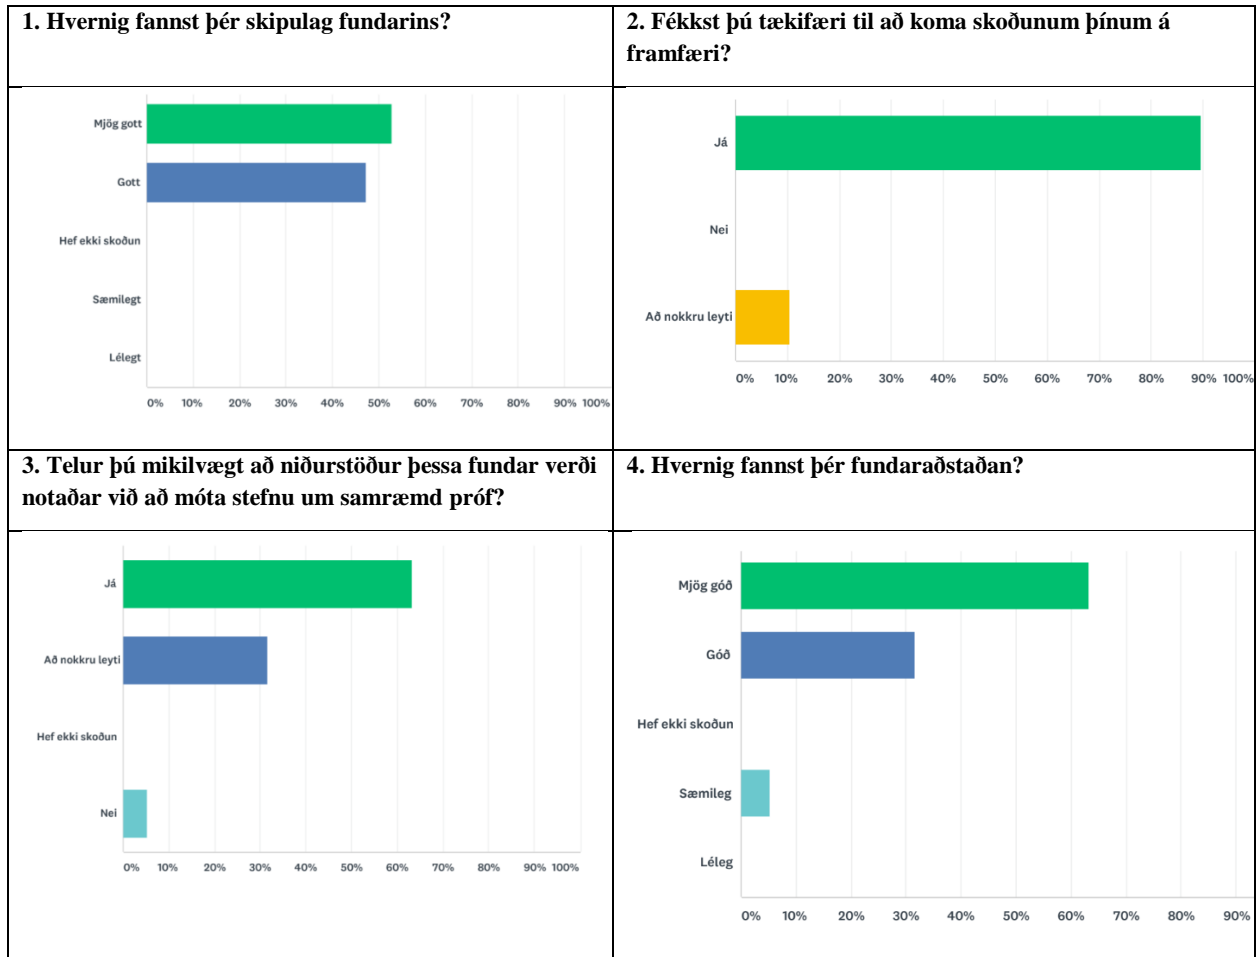 1. Hvernig fannst þér skipulag fundarins?
Mjög gott
Gott
Hef ekki skoðun
Sæmilegt
Lélegt
0% 10% 20% 30% 40% 50% 60% 70% 80% 90% 100%
2. Fékkst þú tækifæri til að koma skoðunum þínum á
framfæri?
Já
Nei
Að nokkru leyti
0% 10% 20% 30% 40% 50% 60% 70% 80% 90% 100%
3. Telur þú mikilvægt að niðurstöður þessa fundar verði
notaðar við að móta stefnu um samræmd próf?
Já
Að nokkru leyti
Hef ekki skoðun
Nei
0% 10% 20% 30% 40% 50% 60% 70% 80% 90% 100%
4. Hvernig fannst þér fundaraðstaðan?
Mjög góð
Góð
Hef ekki skoðun
Sæmileg
Léleg
0% 10% 20% 30% 40% 50% 60% 70% 80% 90%